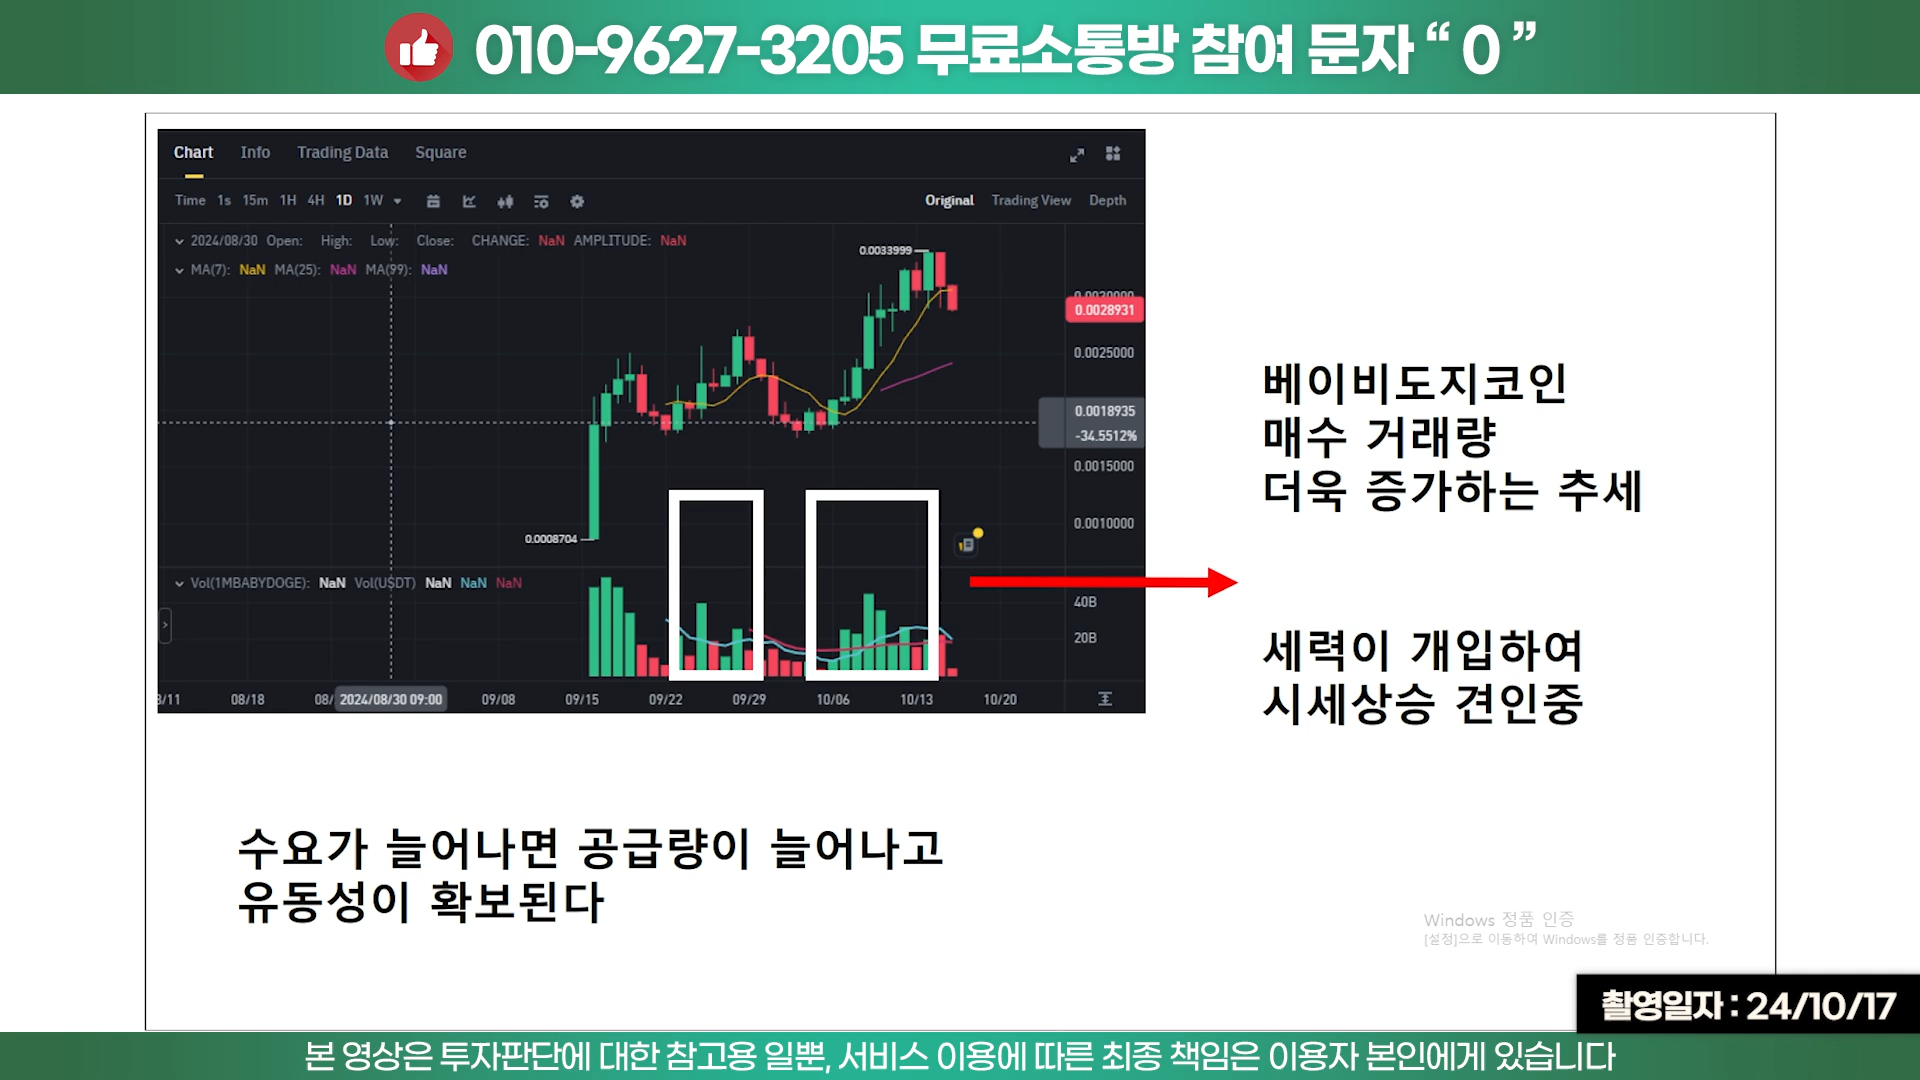 010-9627-3205 무료소통방 참여 문자 “ 0 ”
Chart Info Trading Data Square
Time 1s 15m 1H 4H 1D 1W
Original Trading View Depth
2024/08/30 Open: High: Low: Close: CHANGE: NaN AMPLITUDE: NaN
MA(7): NaN MA(25): NaN MA(99): NaN
0.0033999
0.0030000
0.0028931
0.0025000
0.0018935
-34.5512%
0.0015000
0.0010000
0.0008704
Vol(1MBABYDOGE): NaN Vol(USDT) NaN NaN NaN
40B
20B
3/11 08/18 08/ 2024/08/30 09:00 09/08 09/15 09/22 09/29 10/06 10/13 10/20
베이비도지코인
매수 거래량
더욱 증가하는 추세
세력이 개입하여
시세상승 견인중
수요가 늘어나면 공급량이 늘어나고
유동성이 확보된다
Windows 정품 인증
[설정]으로 이동하여 Windows를 정품 인증합니다.
촬영일자 : 24/10/17
본 영상은 투자판단에 대한 참고용 일뿐, 서비스 이용에 따른 최종 책임은 이용자 본인에게 있습니다